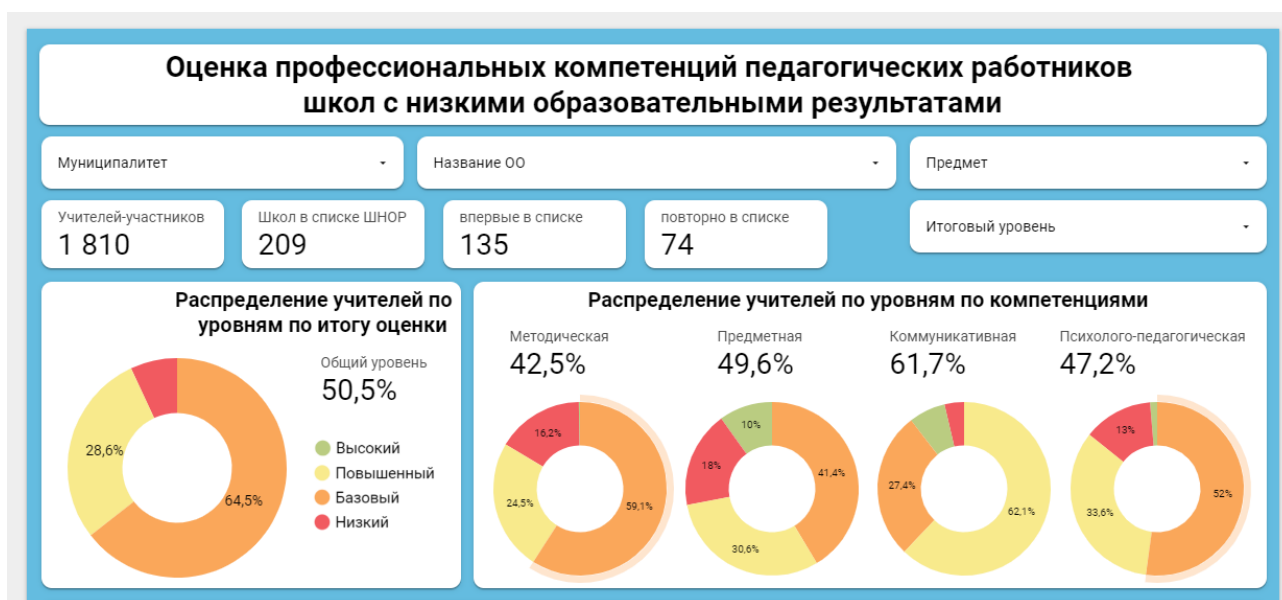 Оценка профессиональных компетенций педагогических работников
школ с низкими образовательными результатами
Муниципалитет
Название ОО
Предмет
Учителей-участников
1 810
Школ в списке ШНОР
209
впервые в списке
135
повторно в списке
74
Итоговый уровень
Распределение учителей по
уровням по итогу оценки
Общий уровень
50,5%
28,6%
64,5%
Высокий
Повышенный
Базовый
Низкий
Распределение учителей по уровням по компетенциями
Методическая
42,5%
Предметная
49,6%
Коммуникативная
61,7%
Психолого-педагогическая
47,2%
16,2%
24,5%
59,1%
10%
18%
41,4%
30,6%
27,4%
62,1%
13%
33,6%
52%